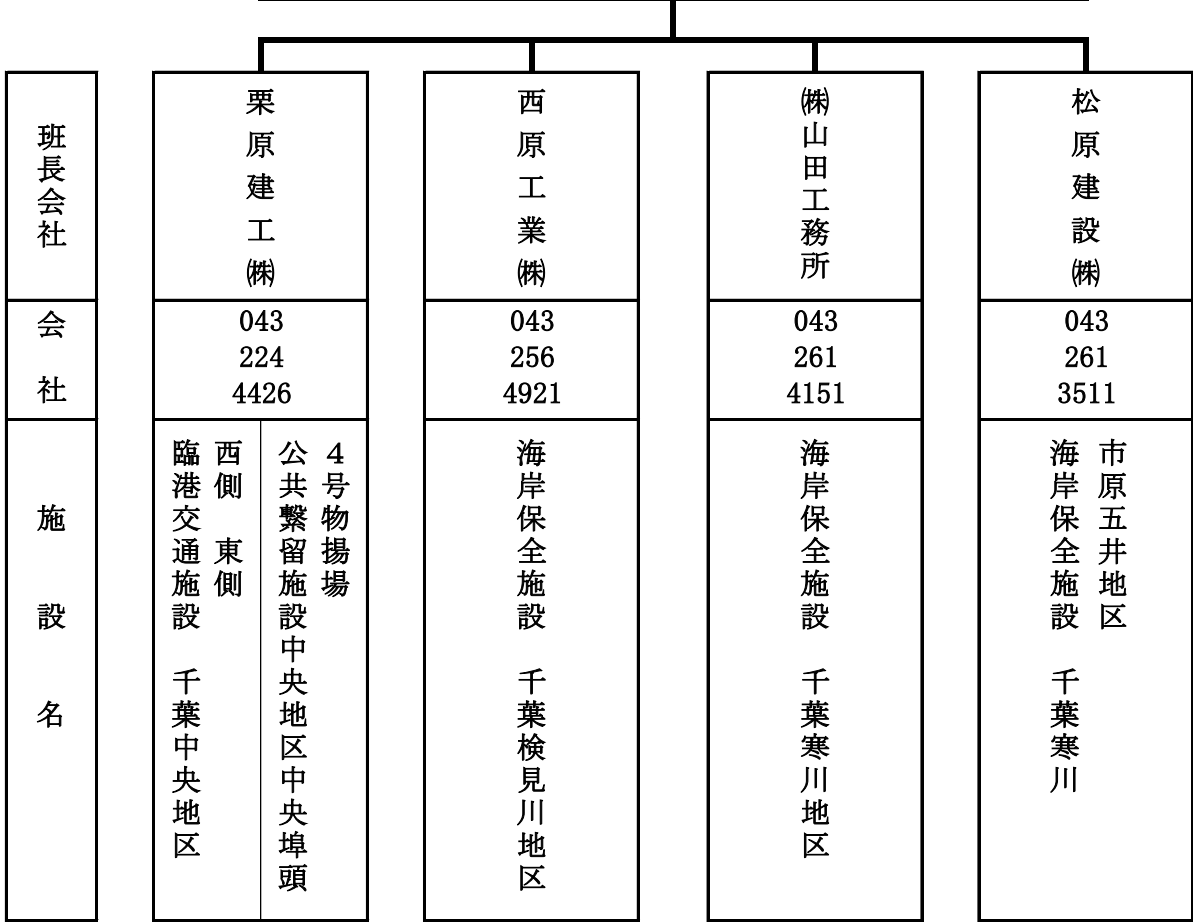 班長会社
栗原建工㈱
西原工業㈱
㈱山田工務所
松原建設㈱
会社
043
224
4426
043
256
4921
043
261
4151
043
261
3511
施設名
臨港交通施設　千葉中央地区
西側　東側
公共繋留施設中央地区中央埠頭
４号物揚場
海岸保全施設　千葉検見川地区
海岸保全施設　千葉寒川地区
海岸保全施設　千葉寒川
市原五井地区